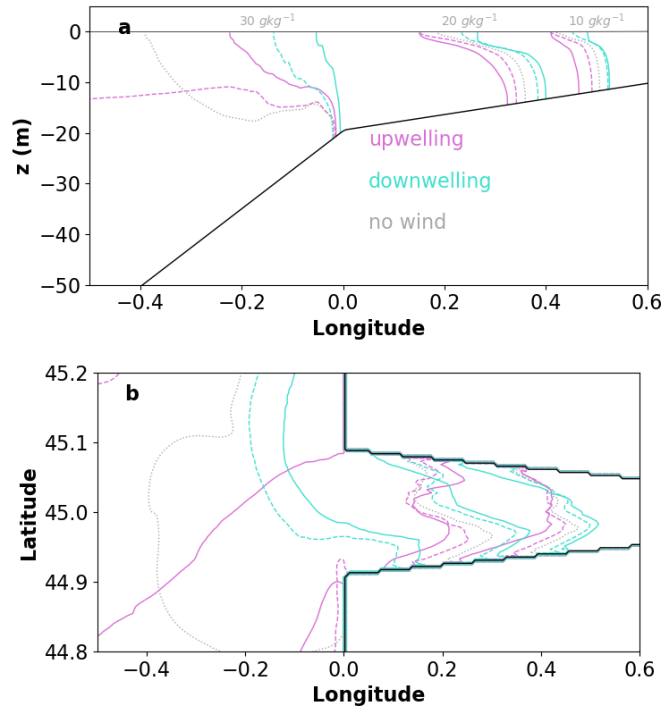 a
30 gkg⁻¹ 20 gkg⁻¹ 10 gkg⁻¹
0
−10
−20
−30
−40
−50
z (m)
upwelling
downwelling
no wind
−0.4 −0.2 0.0 0.2 0.4 0.6
Longitude
b
45.2
45.1
45.0
44.9
44.8
Latitude
−0.4 −0.2 0.0 0.2 0.4 0.6
Longitude